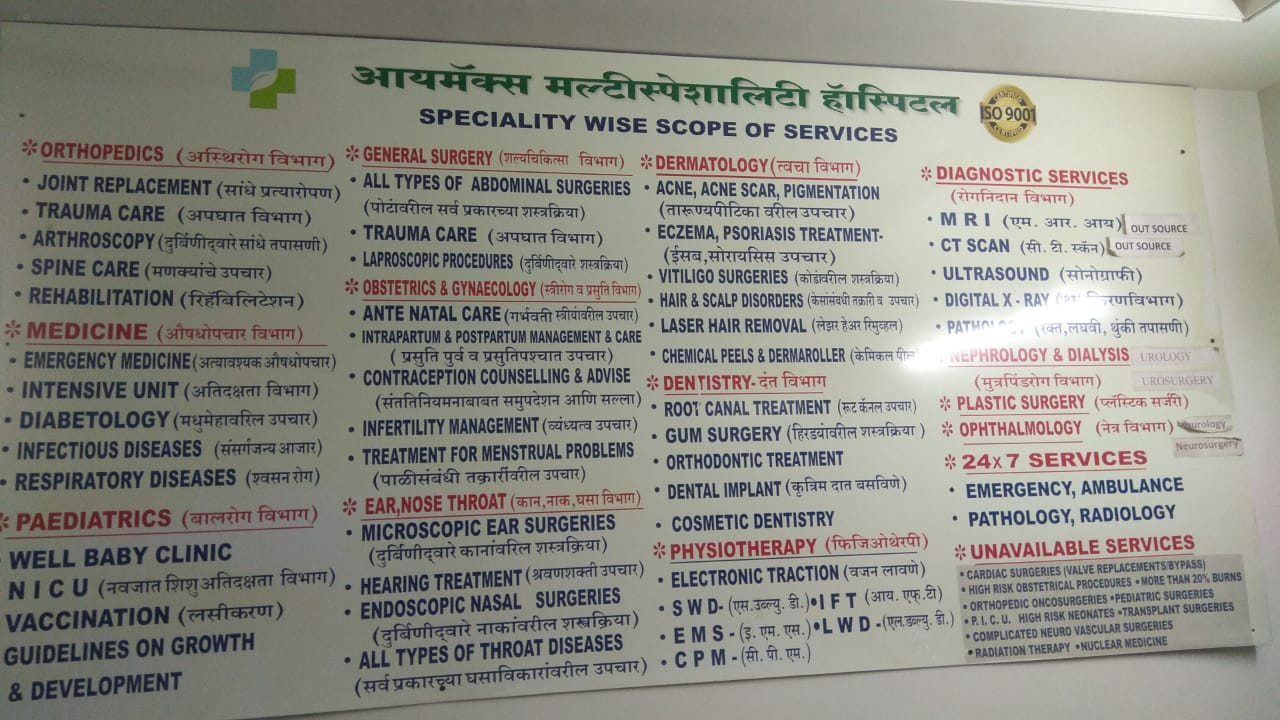 आयमॅक्स मल्टीस्पेशालिटी हॉस्पिटल
CERTIFIED
ISO 9001
CERTIFIED
SPECIALITY WISE SCOPE OF SERVICES
* ORTHOPEDICS (अस्थिरोग विभाग)
• JOINT REPLACEMENT (सांधे प्रत्यारोपण)
• TRAUMA CARE (अपघात विभाग)
• ARTHROSCOPY (दुर्बिणीद्वारे सांधे तपासणी)
• SPINE CARE (मणक्यांचे उपचार)
• REHABILITATION (रिहॅबिलिटेशन)
* MEDICINE (औषधोपचार विभाग)
• EMERGENCY MEDICINE (अत्यावश्यक औषधोपचार)
• INTENSIVE UNIT (अतिदक्षता विभाग)
• DIABETOLOGY (मधुमेहावरिल उपचार)
• INFECTIOUS DISEASES (संसर्गजन्य आजार)
• RESPIRATORY DISEASES (श्वसन रोग)
* PAEDIATRICS (बालरोग विभाग)
WELL BABY CLINIC
N I C U (नवजात शिशु अतिदक्षता विभाग)
VACCINATION (लसीकरण)
GUIDELINES ON GROWTH
& DEVELOPMENT
* GENERAL SURGERY (शल्यचिकित्सा विभाग)
• ALL TYPES OF ABDOMINAL SURGERIES
(पोटांवरील सर्व प्रकारच्या शस्त्रक्रिया)
• TRAUMA CARE (अपघात विभाग)
• LAPROSCOPIC PROCEDURES (दुर्बिणीद्वारे शस्त्रक्रिया)
* OBSTETRICS & GYNAECOLOGY (स्त्रीरोग व प्रसुति विभाग)
• ANTE NATAL CARE (गर्भवती स्त्रीयांवरील उपचार)
• INTRAPARTUM & POSTPARTUM MANAGEMENT & CARE
( प्रसुति पुर्व व प्रसुतिपश्चात उपचार)
• CONTRACEPTION COUNSELLING & ADVISE
(संततिनियमनाबाबत समुपदेशन आणि सल्ला)
• INFERTILITY MANAGEMENT (व्यंध्यत्व उपचार)
• TREATMENT FOR MENSTRUAL PROBLEMS
(पाळीसंबंधी तक्रारींवरील उपचार)
* EAR,NOSE THROAT (कान,नाक,घसा विभाग)
• MICROSCOPIC EAR SURGERIES
(दुर्बिणीद्वारे कानांवरिल शस्त्रक्रिया)
• HEARING TREATMENT (श्रवणशक्ती उपचार)
• ENDOSCOPIC NASAL SURGERIES
(दुर्बिणीद्वारे नाकांवरिल शस्त्रक्रिया)
• ALL TYPES OF THROAT DISEASES
(सर्व प्रकारच्या घसाविकारांवरील उपचार)
* DERMATOLOGY (त्वचा विभाग)
• ACNE, ACNE SCAR, PIGMENTATION
(तारूण्यपीटिका वरील उपचार)
• ECZEMA, PSORIASIS TREATMENT-
(ईसब,सोरायसिस उपचार)
• VITILIGO SURGERIES (कोडांवरील शस्त्रक्रिया)
• HAIR & SCALP DISORDERS (केसांसंबंधी तक्रारी व उपचार)
• LASER HAIR REMOVAL (लेझर हेअर रिमुव्हल)
• CHEMICAL PEELS & DERMAROLLER (केमिकल पील
* DENTISTRY- दंत विभाग
• ROOT CANAL TREATMENT (रूट कॅनल उपचार)
• GUM SURGERY (हिरडयांवरील शस्त्रक्रिया )
• ORTHODONTIC TREATMENT
• DENTAL IMPLANT (कृत्रिम दात बसविणे)
• COSMETIC DENTISTRY
* PHYSIOTHERAPY (फिजिओथेरपी)
• ELECTRONIC TRACTION (वजन लावणे)
• S W D- (एस.डब्ल्यु. डी.) • I F T (आय. एफ.टी)
• E M S - (इ. एम. एस.) • L W D -(एल.डब्ल्यु. डी.)
• C P M - (सी. पी. एम.)
* DIAGNOSTIC SERVICES
(रोगनिदान विभाग)
• M R I (एम. आर. आय) OUT SOURCE
• CT SCAN (सी. टी. स्कॅन) OUT SOURCE
• ULTRASOUND (सोनोग्राफी)
• DIGITAL X - RAY
• (रक्त,लघवी, थुंकी तपासणी)
NEPHROLOGY & DIALYSIS UROLOGY
(मुत्रपिंडरोग विभाग) UROSURGERY
* PLASTIC SURGERY (प्लॅस्टिक सर्जरी)
* OPHTHALMOLOGY (नेत्र विभाग)
Neurosurgery
* 24x7 SERVICES
• EMERGENCY, AMBULANCE
• PATHOLOGY, RADIOLOGY
* UNAVAILABLE SERVICES
• CARDIAC SURGERIES (VALVE REPLACEMENTS/BYPASS)
• HIGH RISK OBSTETRICAL PROCEDURES • MORE THAN 20% BURNS
• ORTHOPEDIC ONCOSURGERIES •PEDIATRIC SURGERIES
• P. I. C. U. HIGH RISK NEONATES •TRANSPLANT SURGERIES
• COMPLICATED NEURO VASCULAR SURGERIES
• RADIATION THERAPY • NUCLEAR MEDICINE